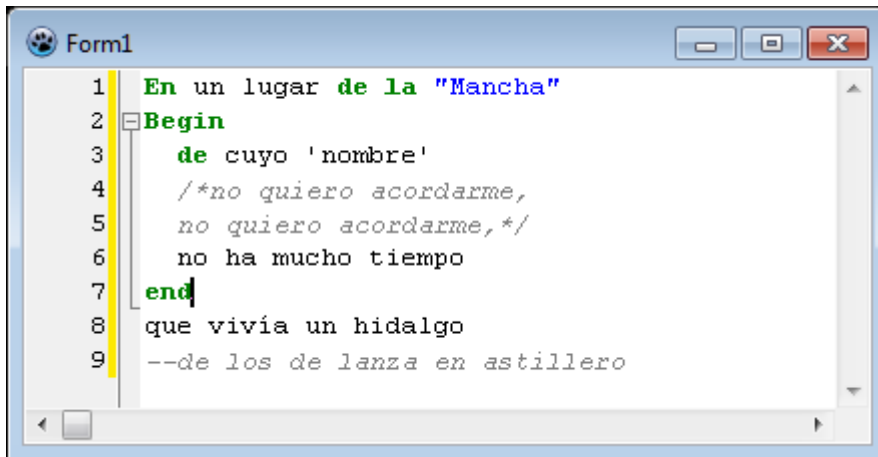 Form1
1 En un lugar de la "Mancha"
2 Begin
3 de cuyo 'nombre'
4 /*no quiero acordarme,
5 no quiero acordarme,*/
6 no ha mucho tiempo
7 end
8 que vivía un hidalgo
9 --de los de lanza en astillero